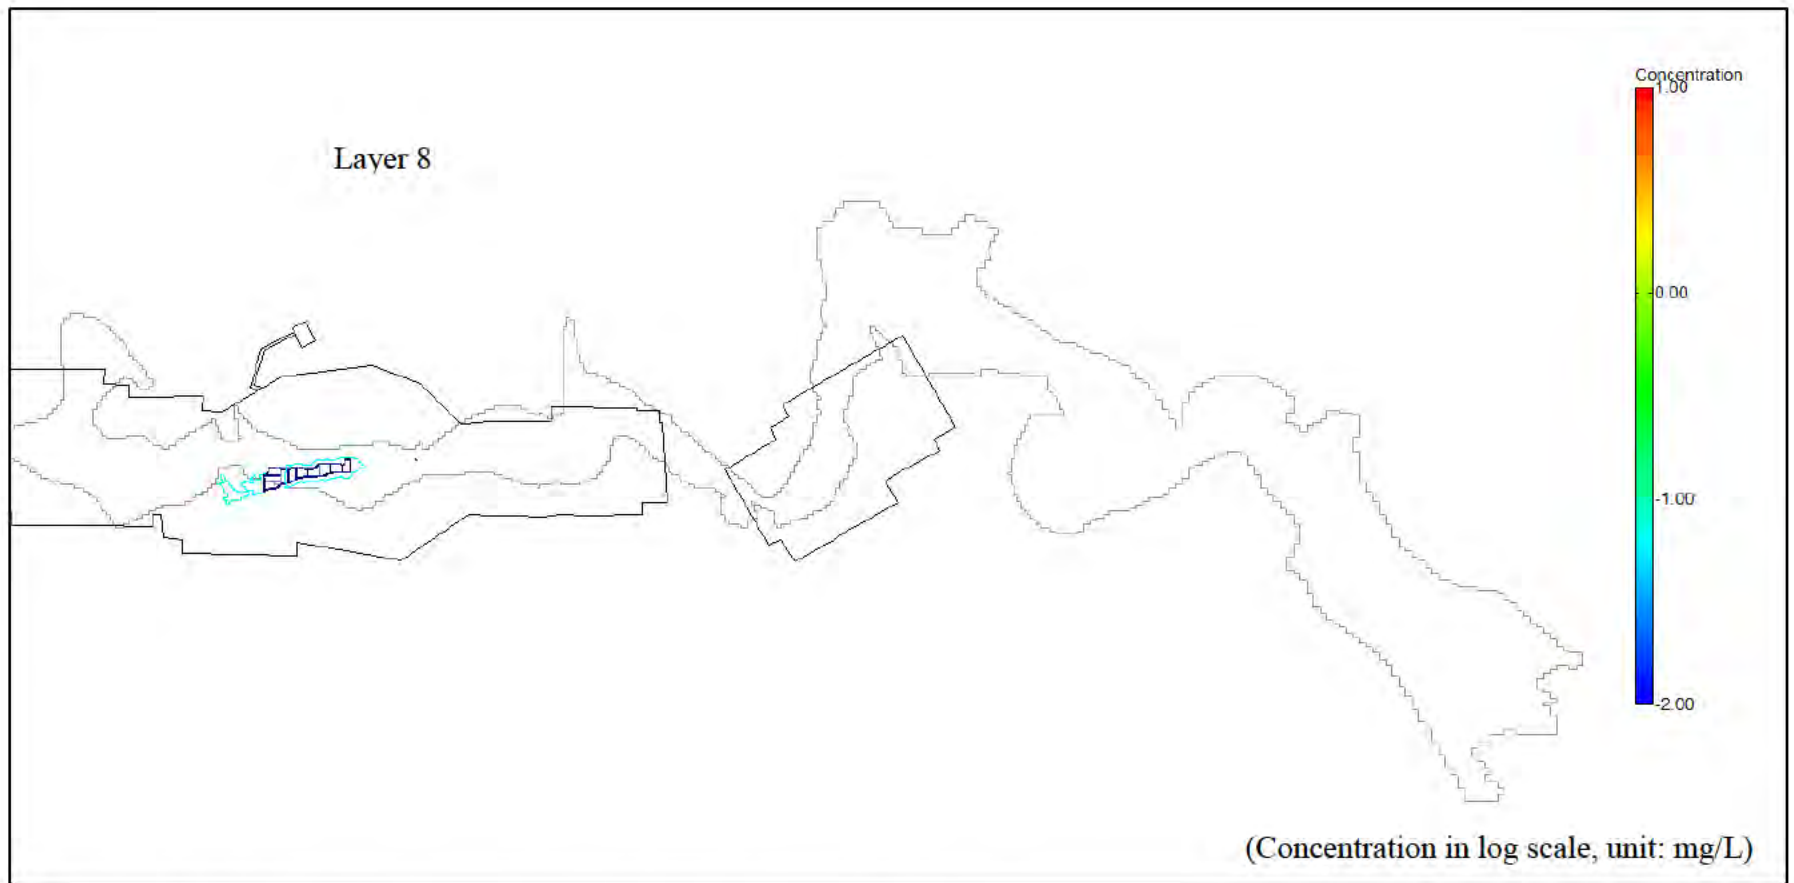 Concentration
1.00
Layer 8
0.00
-1.00
-2.00
(Concentration in log scale, unit: mg/L)